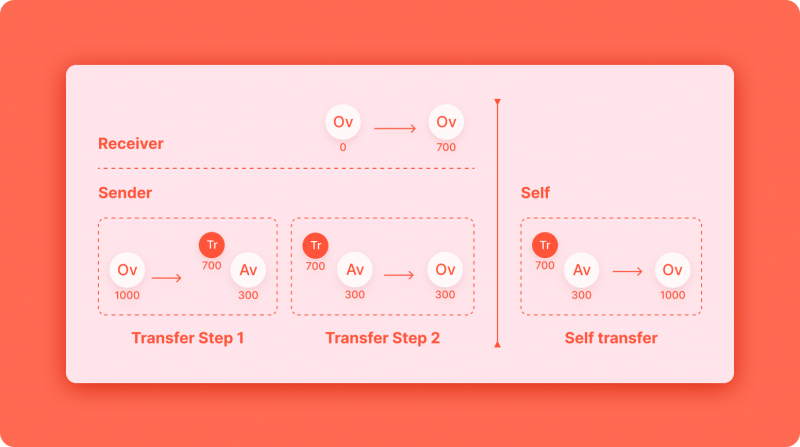 Ov Ov
0 700
Receiver
Sender
Ov Tr Av
1000 700 300
Tr Av Ov
700 300 300
Transfer Step 1 Transfer Step 2
Self
Tr Av Ov
700 300 1000
Self transfer